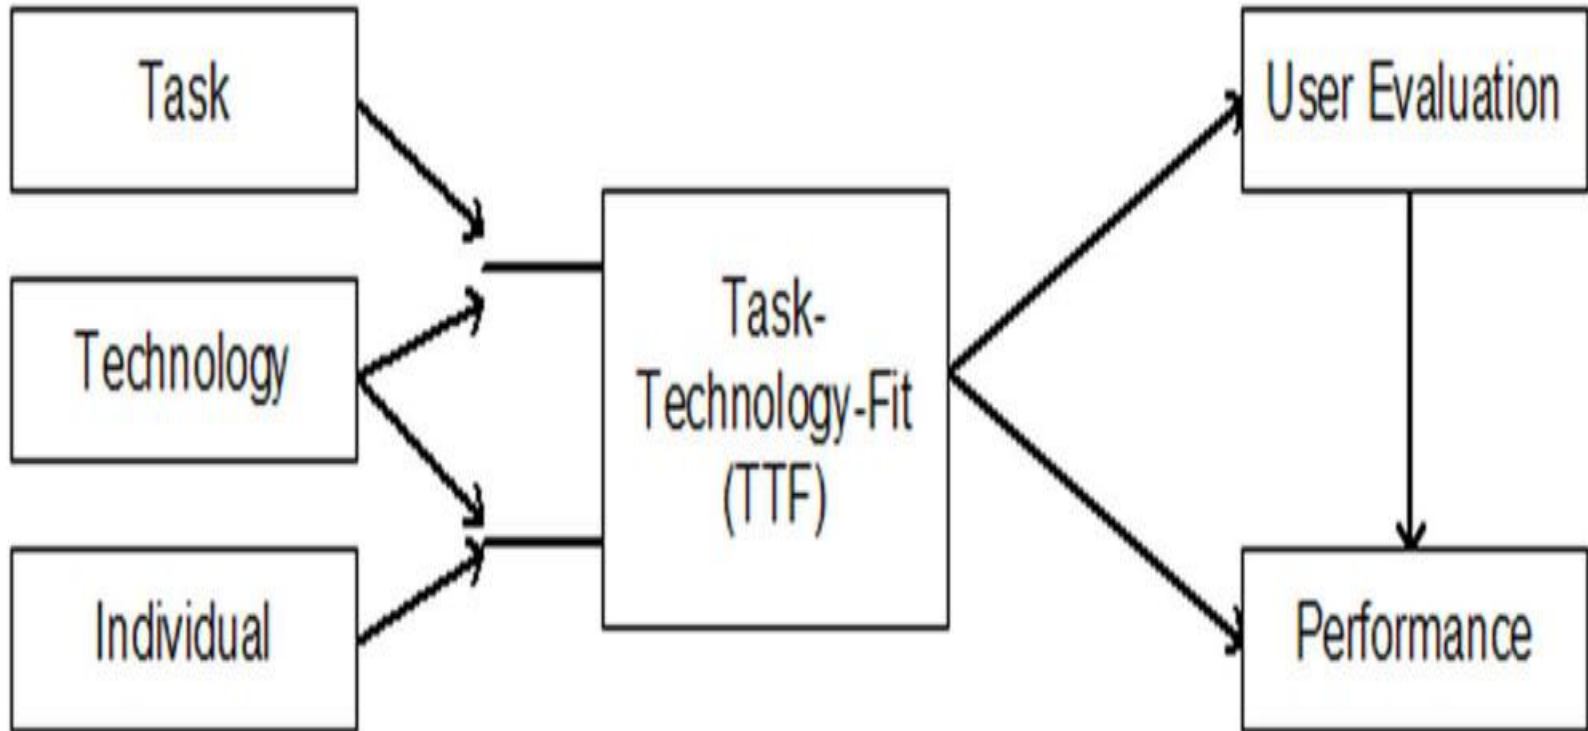 Task
Technology
Individual
Task-
Technology-Fit
(TTF)
User Evaluation
Performance